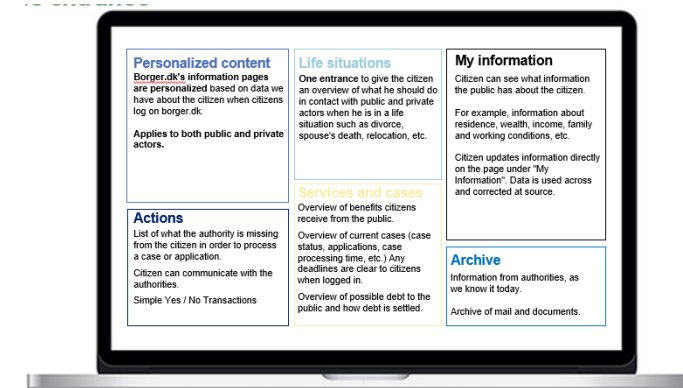 Personalized content
Borger.dk's information pages
are personalized based on data we
have about the citizen when citizens
log on borger.dk.
Applies to both public and private
actors.
Life situations
One entrance to give the citizen
an overview of what he should do
in contact with public and private
actors when he is in a life
situation such as divorce,
spouse's death, relocation, etc.
My information
Citizen can see what information
the public has about the citizen.
For example, information about
residence, wealth, income, family
and working conditions, etc.
Citizen updates information directly
on the page under "My
Information". Data is used across
and corrected at source.
Actions
List of what the authority is missing
from the citizen in order to process
a case or application.
Citizen can communicate with the
authorities.
Simple Yes / No Transactions
Services and cases
Overview of benefits citizens
receive from the public.
Overview of current cases (case
status, applications, case
processing time, etc.) Any
deadlines are clear to citizens
when logged in.
Overview of possible debt to the
public and how debt is settled.
Archive
Information from authorities, as
we know it today.
Archive of mail and documents.